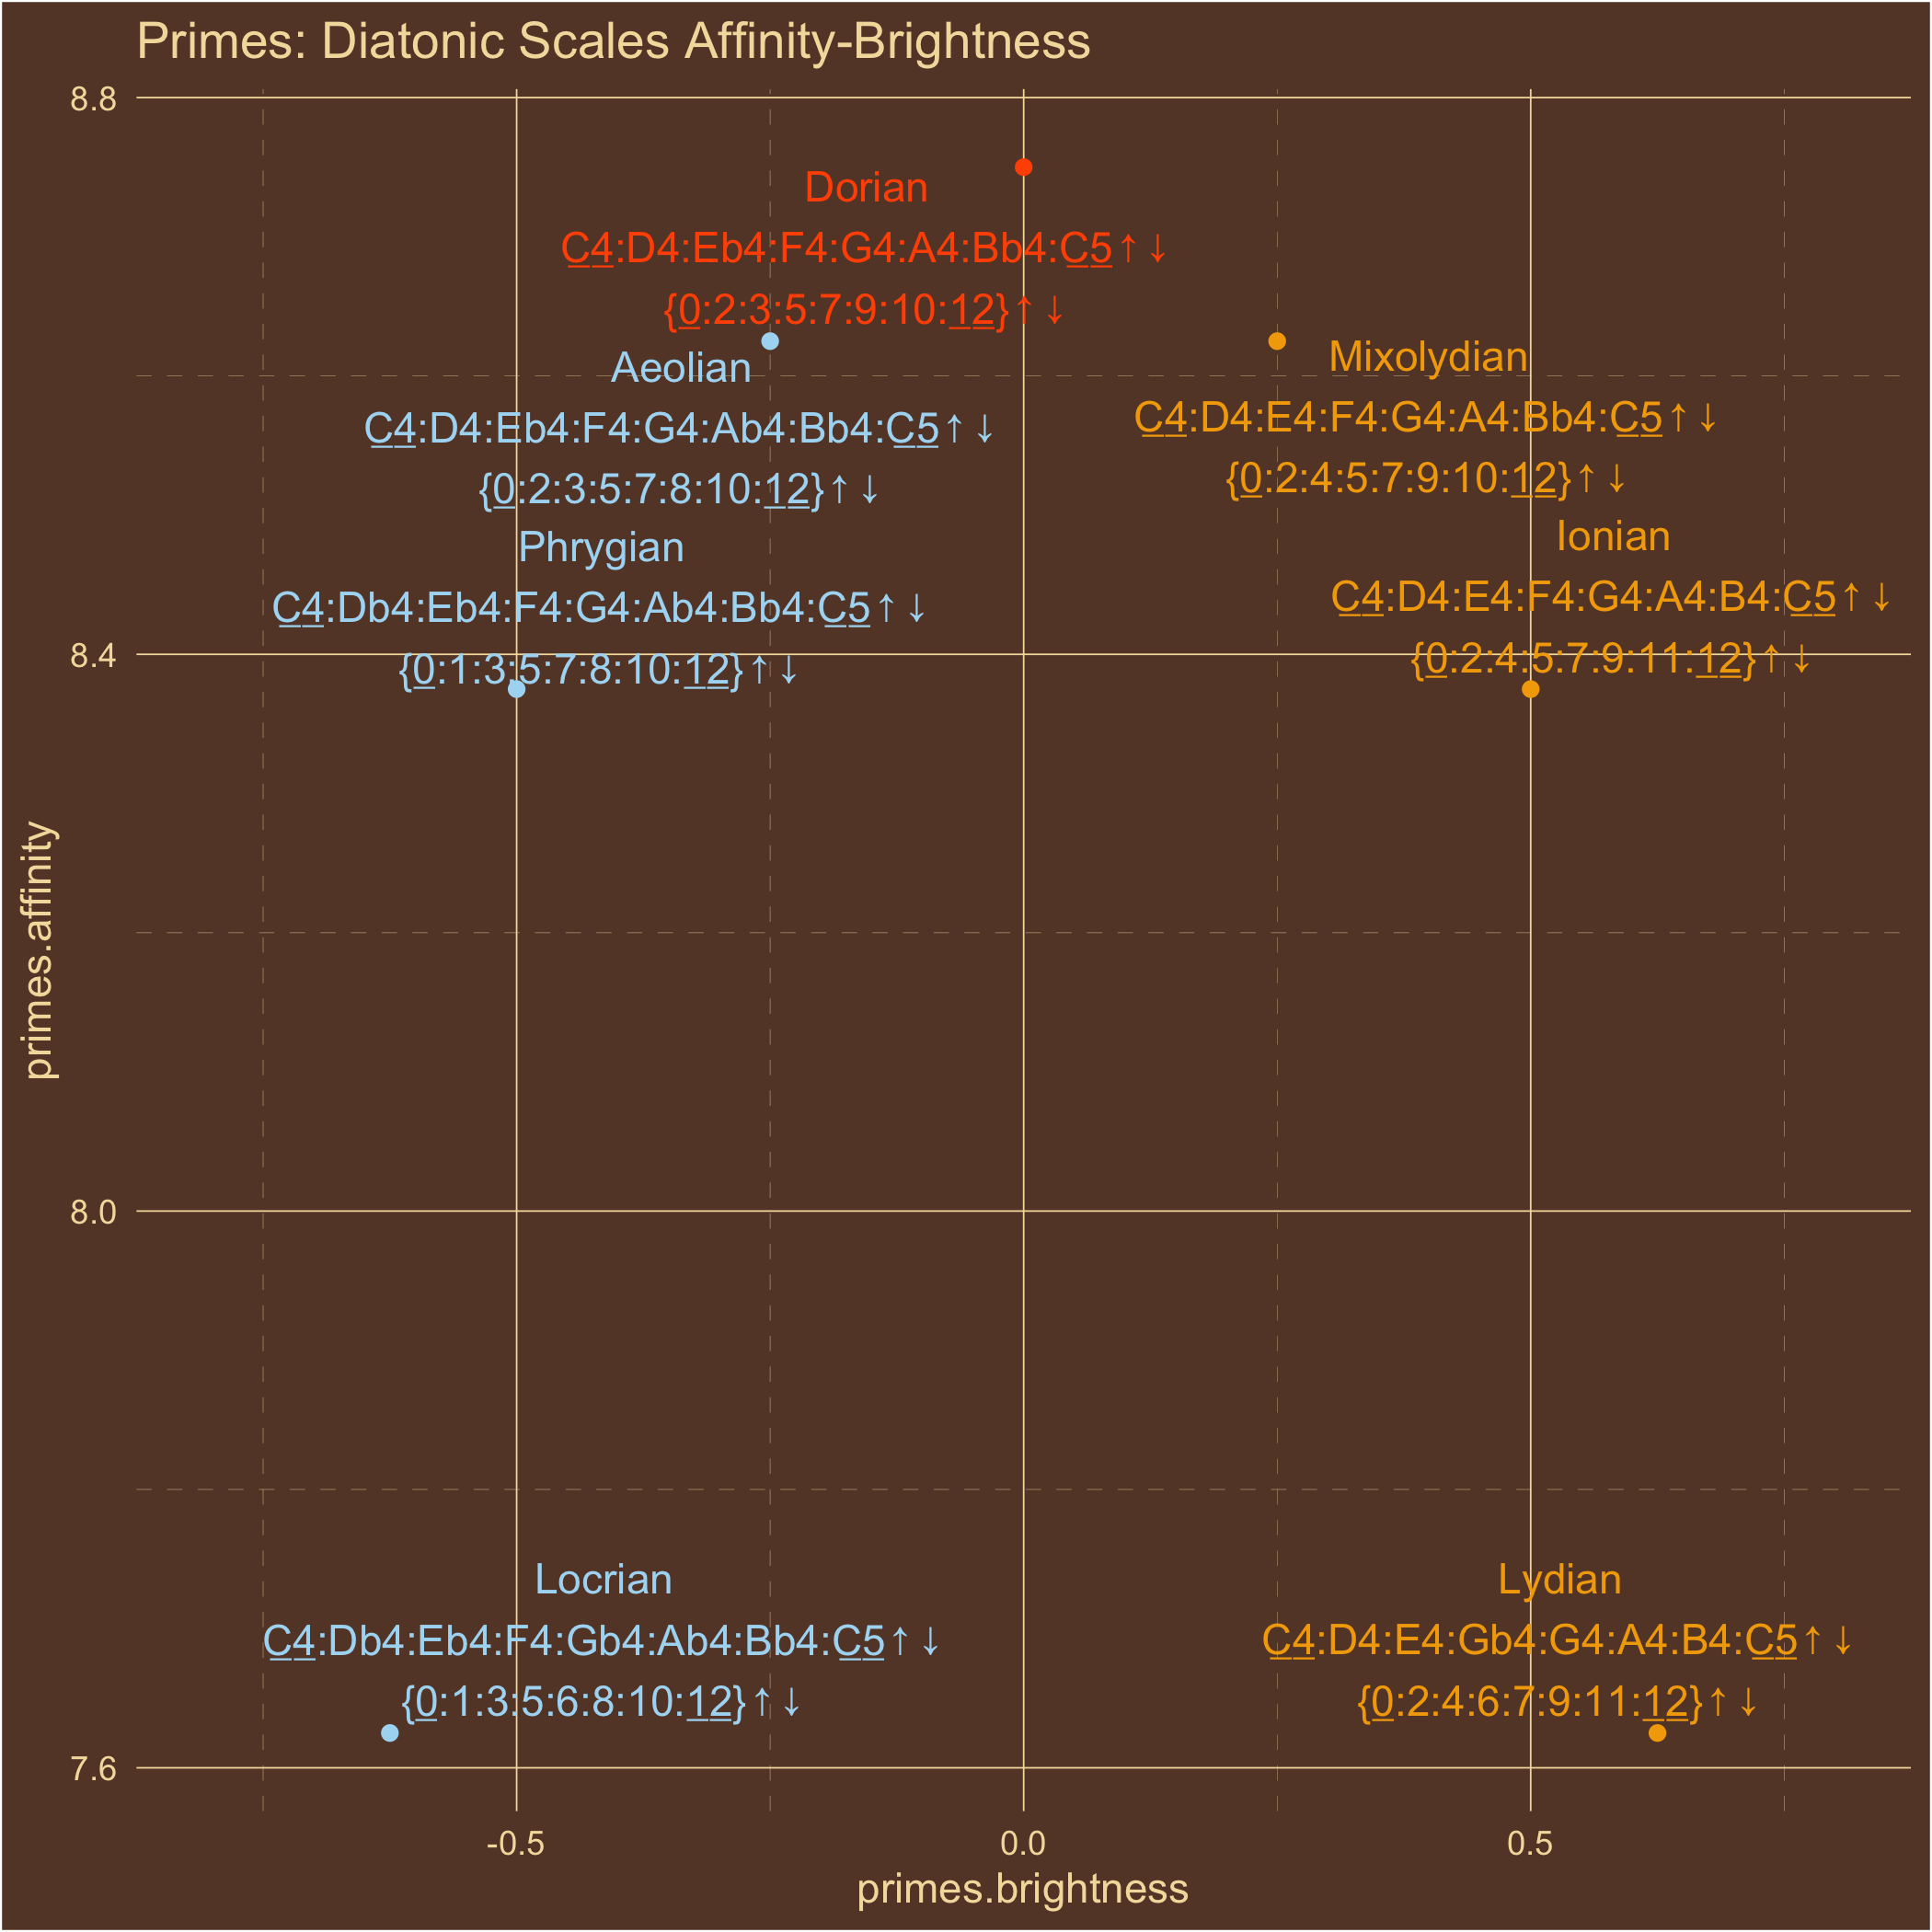 Primes: Diatonic Scales Affinity-Brightness
8.8
Dorian
C4:D4:Eb4:F4:G4:A4:Bb4:C5↑↓
{0:2:3:5:7:9:10:12}↑↓
Aeolian
C4:D4:Eb4:F4:G4:Ab4:Bb4:C5↑↓
{0:2:3:5:7:8:10:12}↑↓
Mixolydian
C4:D4:E4:F4:G4:A4:Bb4:C5↑↓
{0:2:4:5:7:9:10:12}↑↓
Phrygian
C4:Db4:Eb4:F4:G4:Ab4:Bb4:C5↑↓
{0:1:3:5:7:8:10:12}↑↓
Ionian
C4:D4:E4:F4:G4:A4:B4:C5↑↓
{0:2:4:5:7:9:11:12}↑↓
8.4
primes.affinity
8.0
Locrian
C4:Db4:Eb4:F4:Gb4:Ab4:Bb4:C5↑↓
{0:1:3:5:6:8:10:12}↑↓
Lydian
C4:D4:E4:Gb4:G4:A4:B4:C5↑↓
{0:2:4:6:7:9:11:12}↑↓
7.6
-0.5 0.0 0.5
primes.brightness